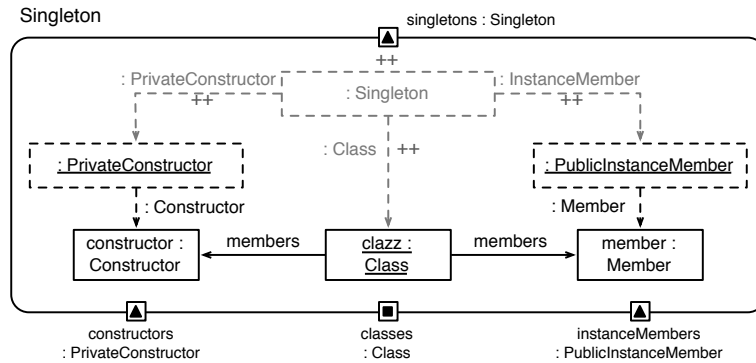 Singleton
singletons : Singleton
++
: PrivateConstructor
: InstanceMember
++
: Singleton
++
: Class
++
: PrivateConstructor
: PublicInstanceMember
: Constructor
: Member
constructor :
Constructor
members
clazz :
Class
members
member :
Member
constructors
: PrivateConstructor
classes
: Class
instanceMembers
: PublicInstanceMember